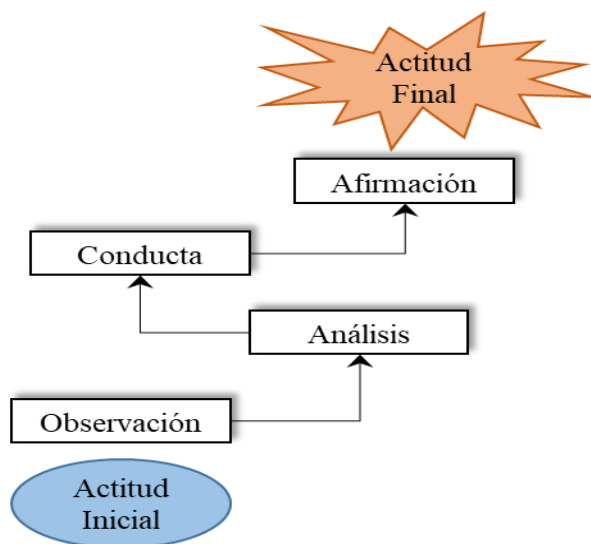 Actitud
Final
Afirmación
Conducta
Análisis
Observación
Actitud
Inicial